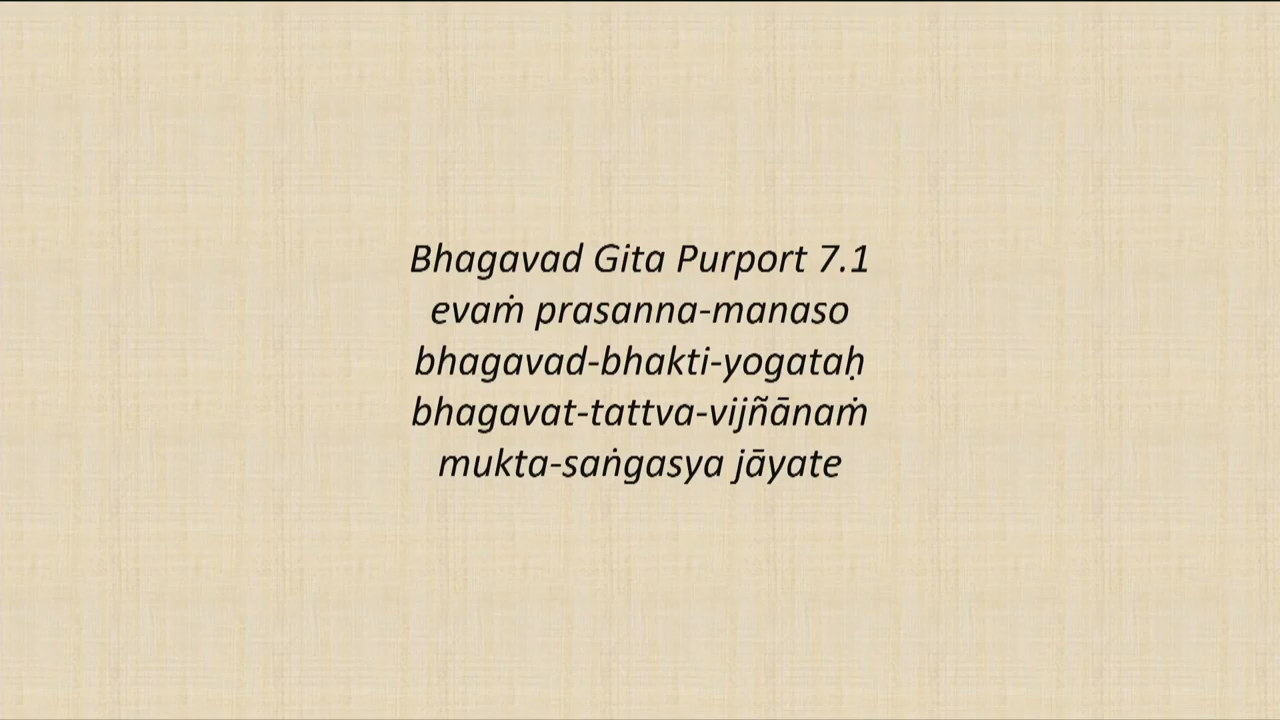 Bhagavad Gita Purport 7.1
evaṁ prasanna-manaso
bhagavad-bhakti-yogataḥ
bhagavat-tattva-vijñānaṁ
mukta-saṅgasya jāyate